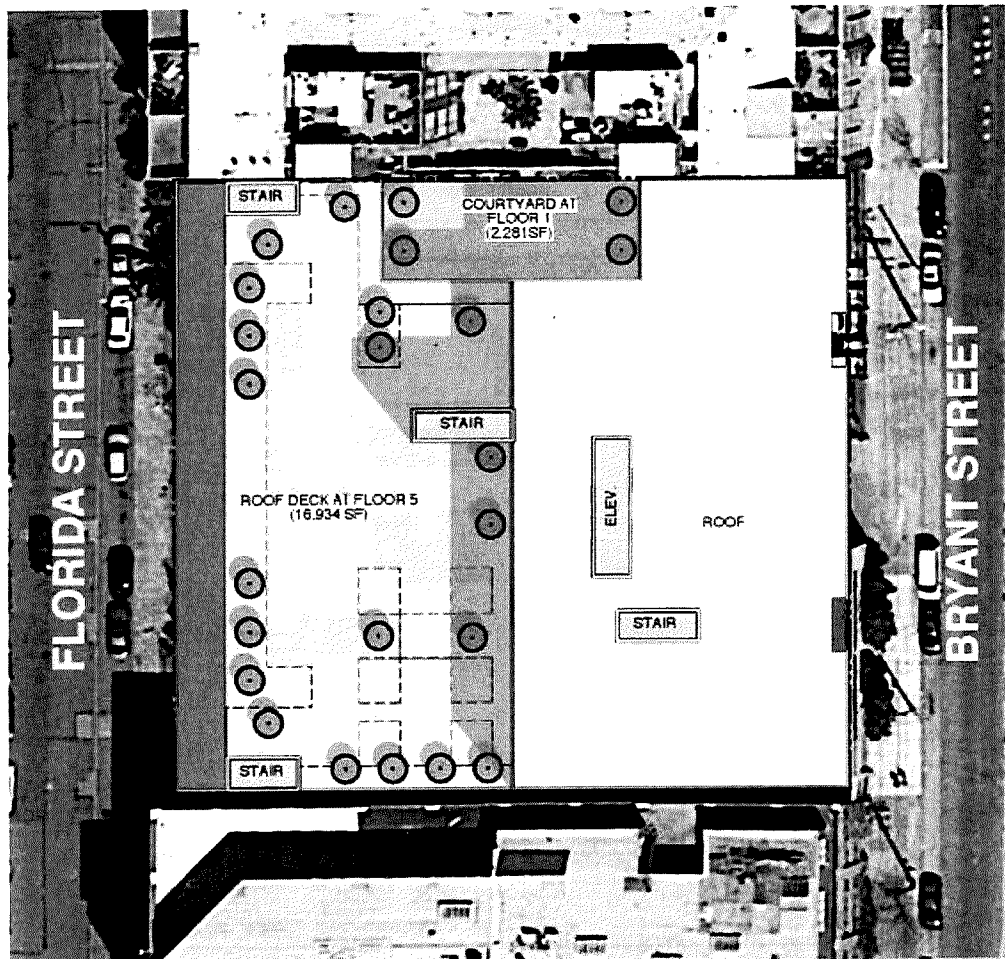 STAIR
COURTYARD AT
FLOOR 1
(2.281SF)
FLORIDA STREET
BRYANT STREET
STAIR
ROOF DECK AT FLOOR 5
(16.934 SF)
ELEV.
ROOF
STAIR
STAIR